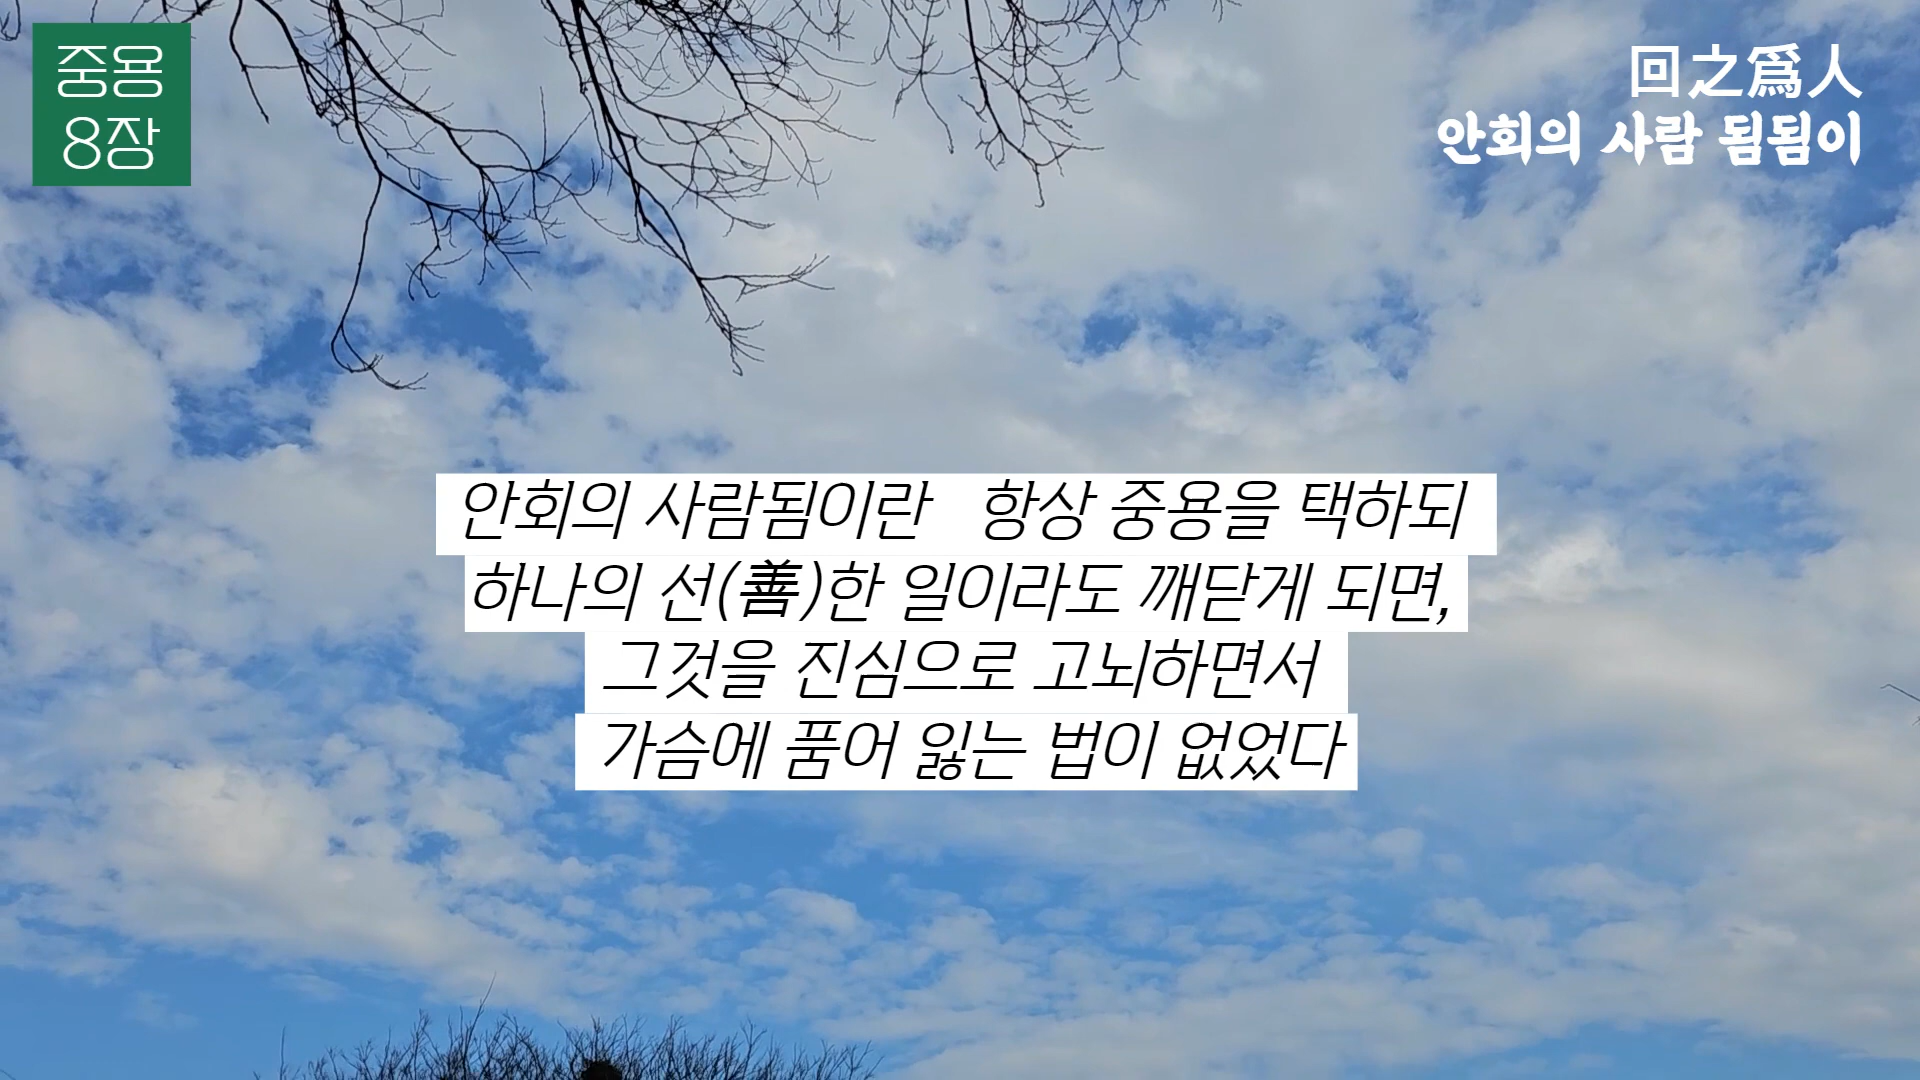 중용
8장
回之爲人
안회의 사람 됨됨이
안회의 사람됨이란 항상 중용을 택하되
하나의 선(善)한 일이라도 깨닫게 되면,
그것을 진심으로 고뇌하면서
가슴에 품어 잃는 법이 없었다